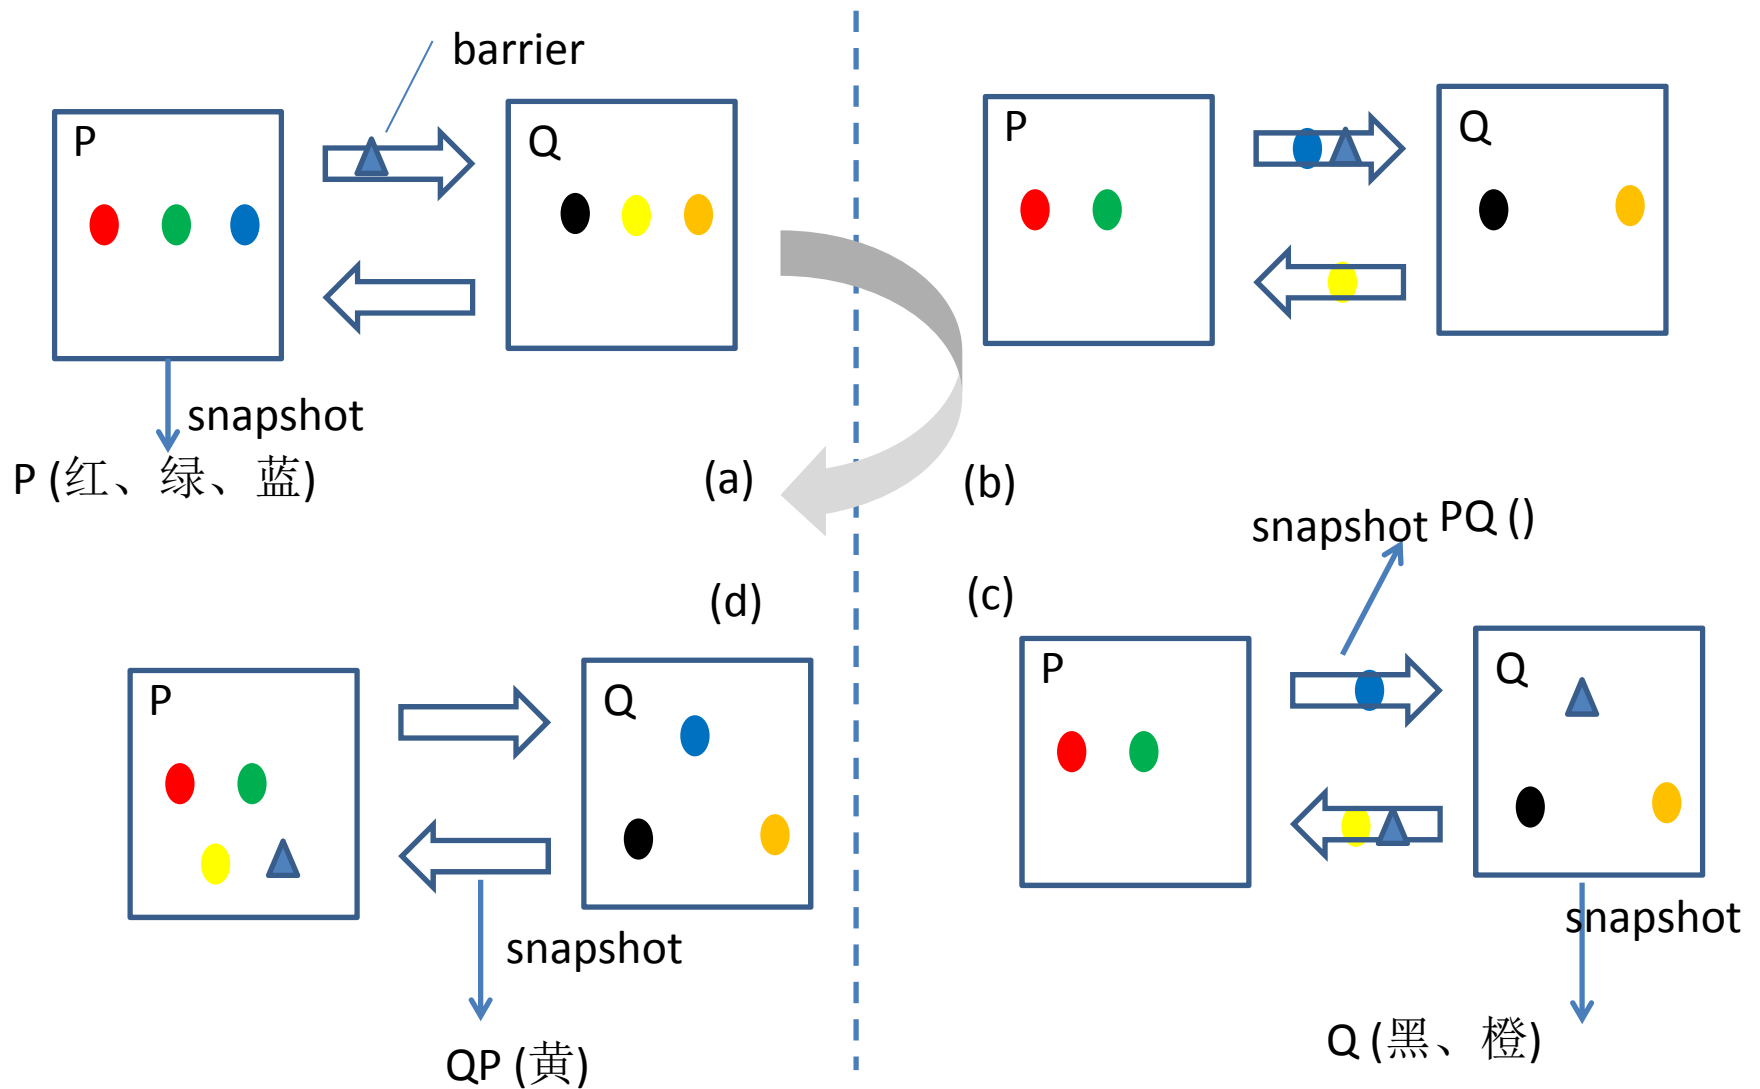 barrier
P
Q
snapshot
P (红、绿、蓝)
(a)
P
Q
(b)
snapshot PQ ()
(c)
P
Q
snapshot
Q (黑、橙)
(d)
P
Q
snapshot
QP (黄)